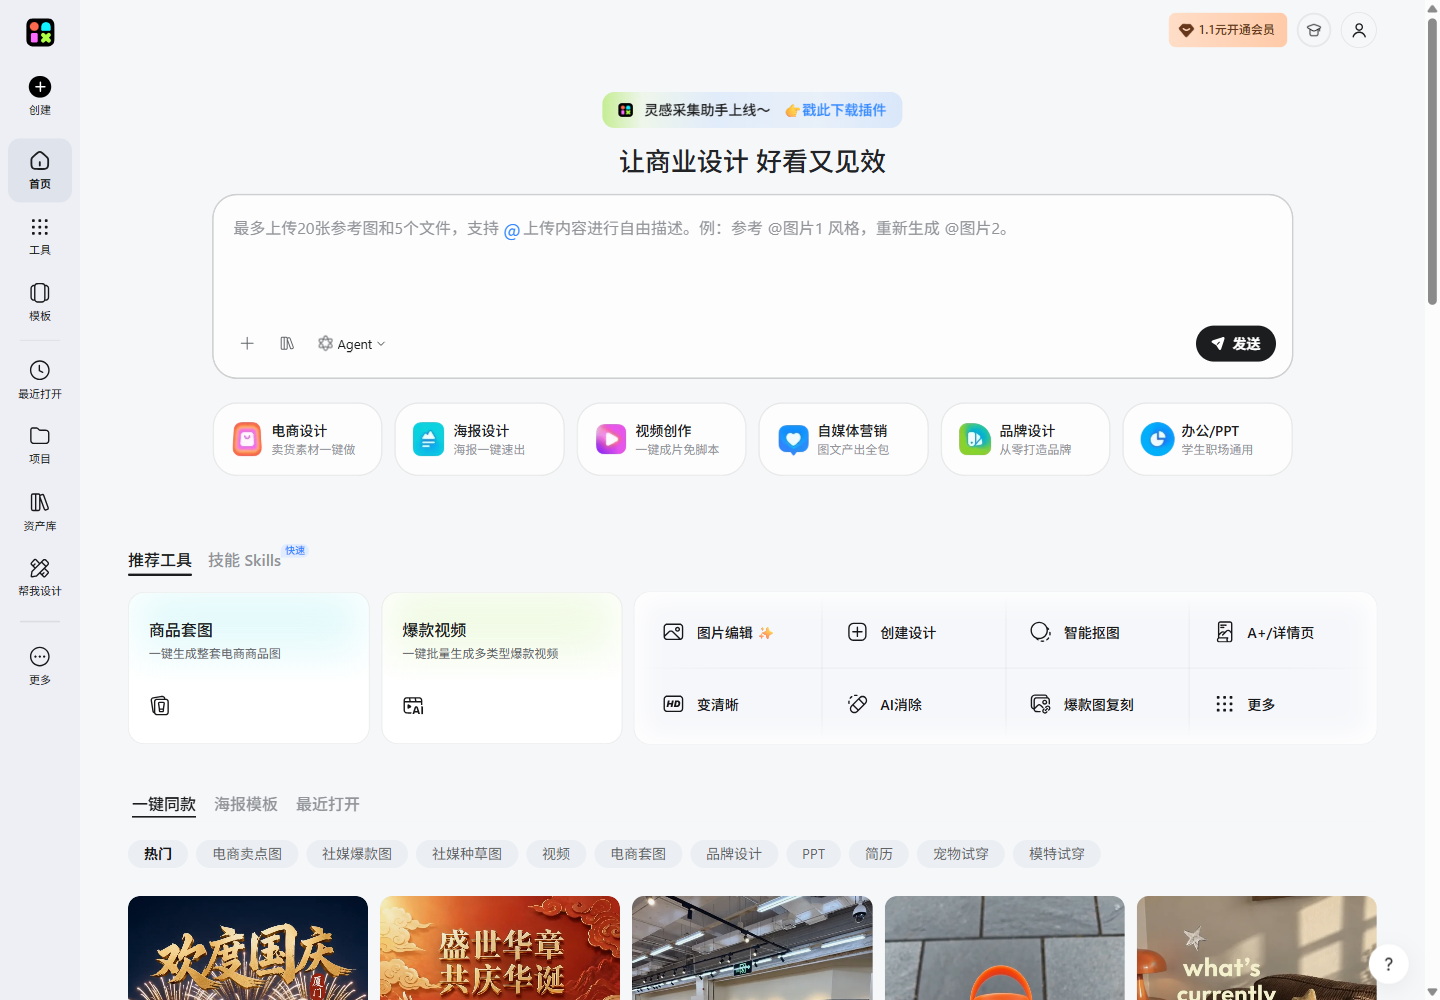 1.1元开通会员
创建
首页
工具
模板
最近打开
项目
资产库
帮我设计
更多
灵感采集助手上线～ 👉戳此下载插件
让商业设计 好看又见效
最多上传20张参考图和5个文件，支持 @ 上传内容进行自由描述。例：参考 @图片1 风格，重新生成 @图片2。
Agent
发送
电商设计
卖货素材一键做
海报设计
海报一键速出
视频创作
一键成片免脚本
自媒体营销
图文产出全包
品牌设计
从零打造品牌
办公/PPT
学生职场通用
推荐工具 技能 Skills 快速
商品套图
一键生成整套电商商品图
爆款视频
一键批量生成多类型爆款视频
AI
图片编辑 ✨ 创建设计 智能抠图 A+/详情页
HD 变清晰 AI消除 爆款图复刻 更多
一键同款 海报模板 最近打开
热门 电商卖点图 社媒爆款图 社媒种草图 视频 电商套图 品牌设计 PPT 简历 宠物试穿 模特试穿
欢度国庆
厦门
盛世华章
共庆华诞
what's
currently
?